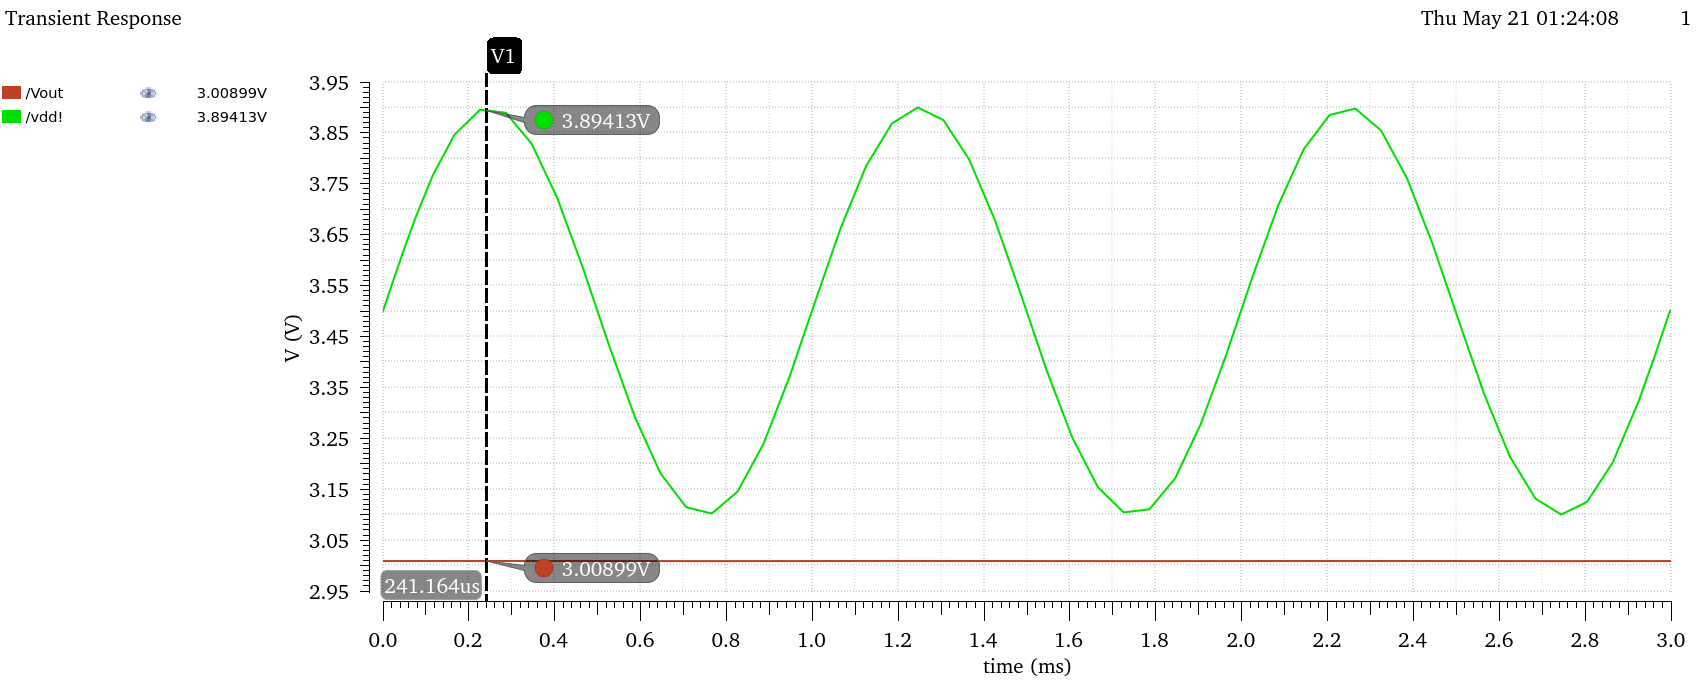 Transient Response
Thu May 21 01:24:08 1
V1
/Vout 3.00899V
/vdd! 3.89413V
3.95
3.85
3.75
3.65
3.55
3.45
3.35
3.25
3.15
3.05
2.95
V (V)
3.89413V
3.00899V
241.164us
0.0 0.2 0.4 0.6 0.8 1.0 1.2 1.4 1.6 1.8 2.0 2.2 2.4 2.6 2.8 3.0
time (ms)